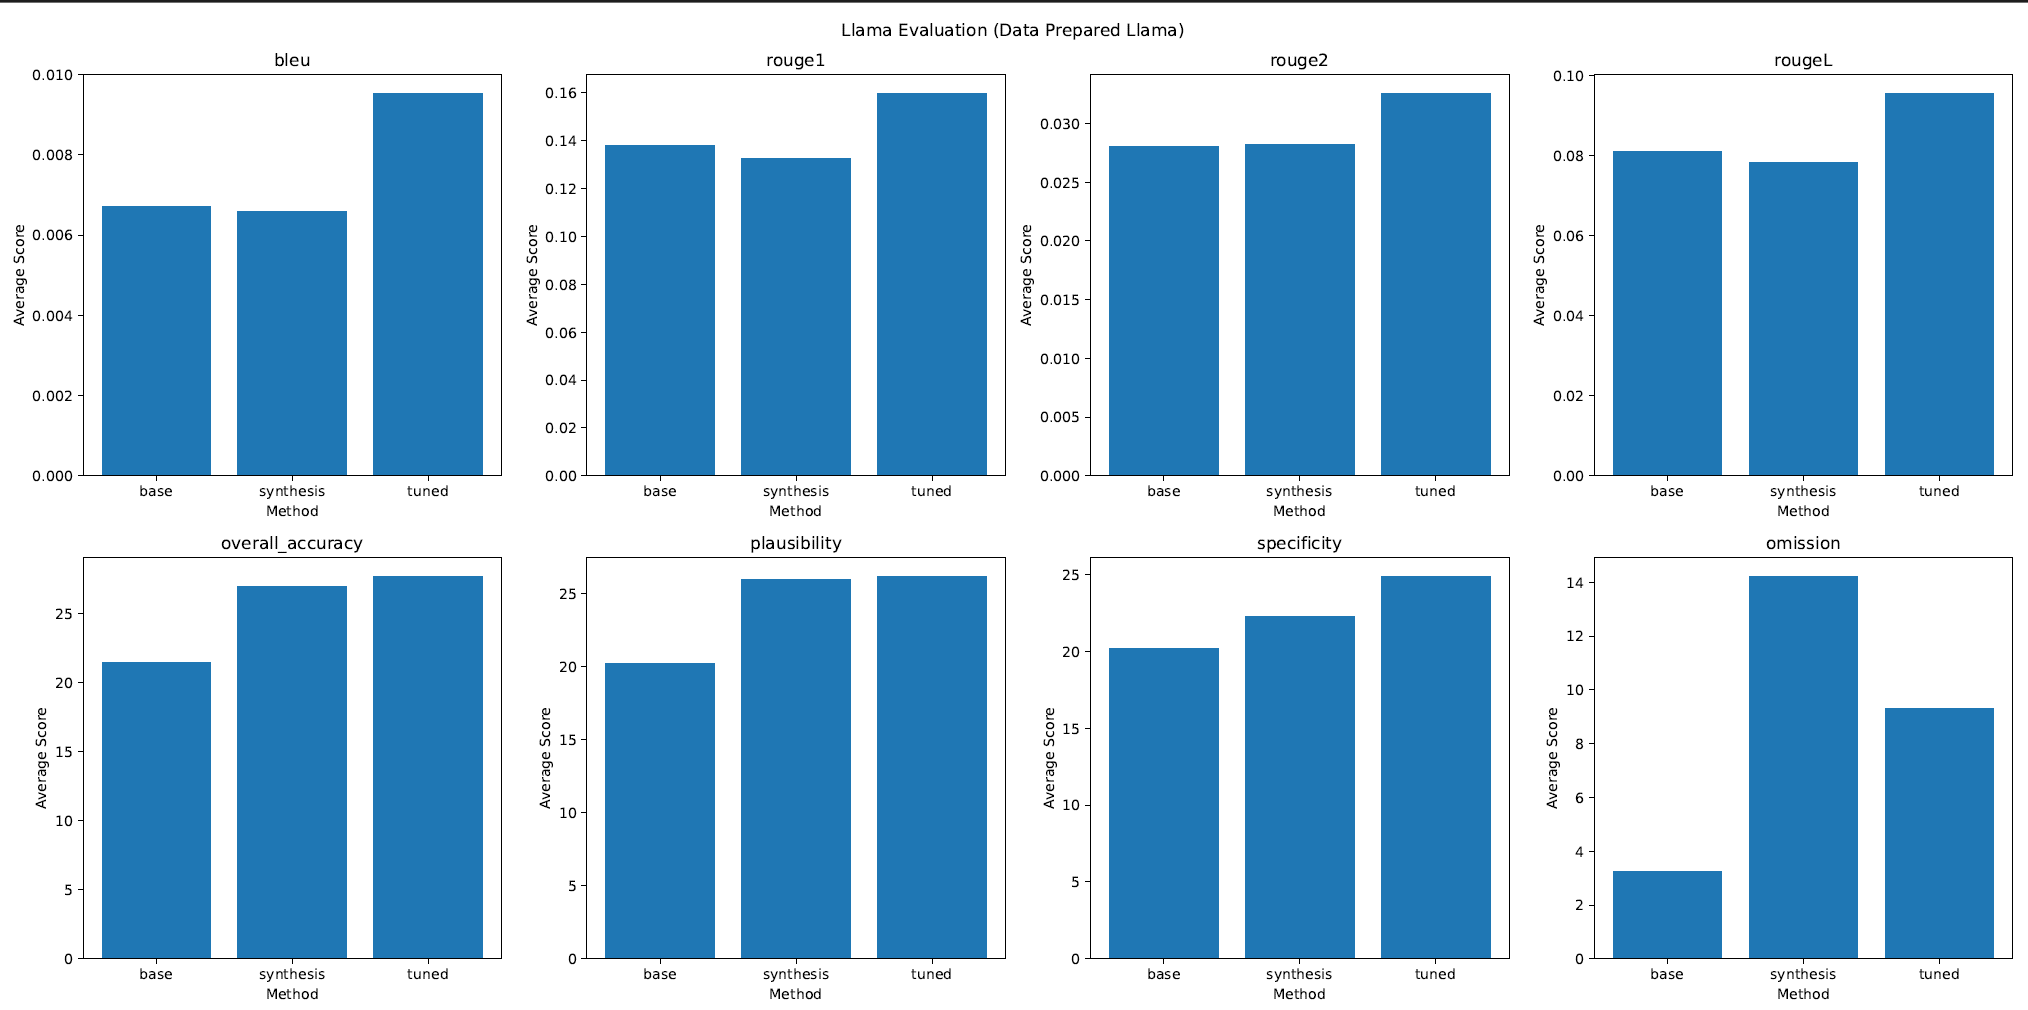 Llama Evaluation (Data Prepared Llama)
bleu
0.010
0.008
0.006
0.004
0.002
0.000
Average Score
base synthesis tuned
Method
rouge1
0.16
0.14
0.12
0.10
0.08
0.06
0.04
0.02
0.00
Average Score
base synthesis tuned
Method
rouge2
0.030
0.025
0.020
0.015
0.010
0.005
0.000
Average Score
base synthesis tuned
Method
rougeL
0.10
0.08
0.06
0.04
0.02
0.00
Average Score
base synthesis tuned
Method
overall_accuracy
25
20
15
10
5
0
Average Score
base synthesis tuned
Method
plausibility
25
20
15
10
5
0
Average Score
base synthesis tuned
Method
specificity
25
20
15
10
5
0
Average Score
base synthesis tuned
Method
omission
14
12
10
8
6
4
2
0
Average Score
base synthesis tuned
Method